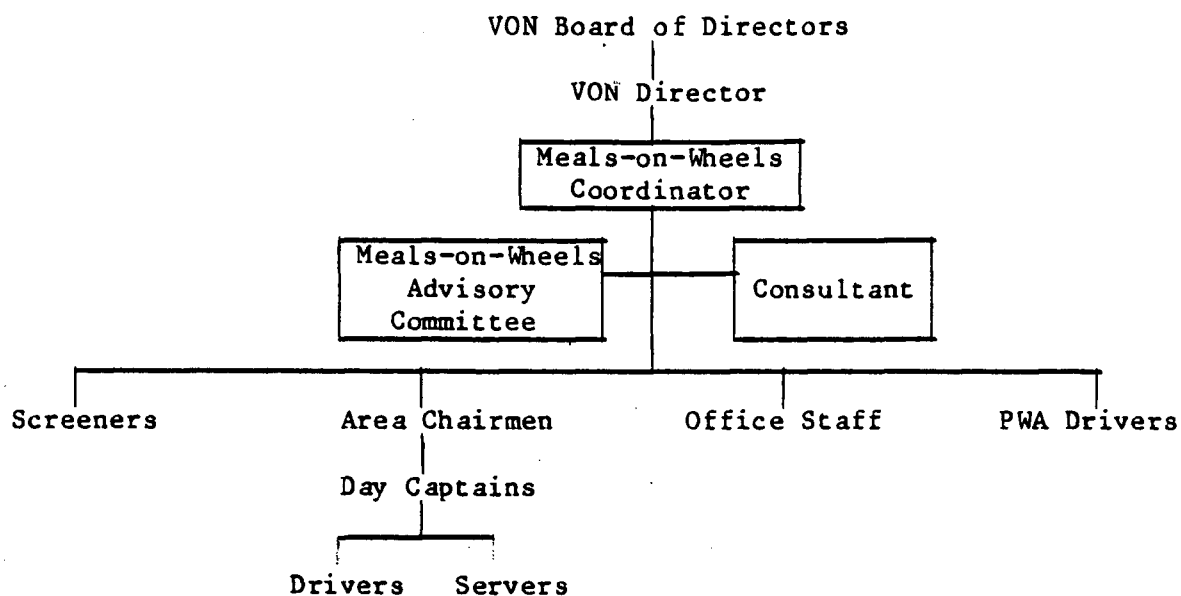 VON Board of Directors
VON Director
Meals-on-Wheels
Coordinator
Meals-on-Wheels
Advisory
Committee
Consultant
Screeners
Area Chairmen
Office Staff
PWA Drivers
Day Captains
Drivers
Servers